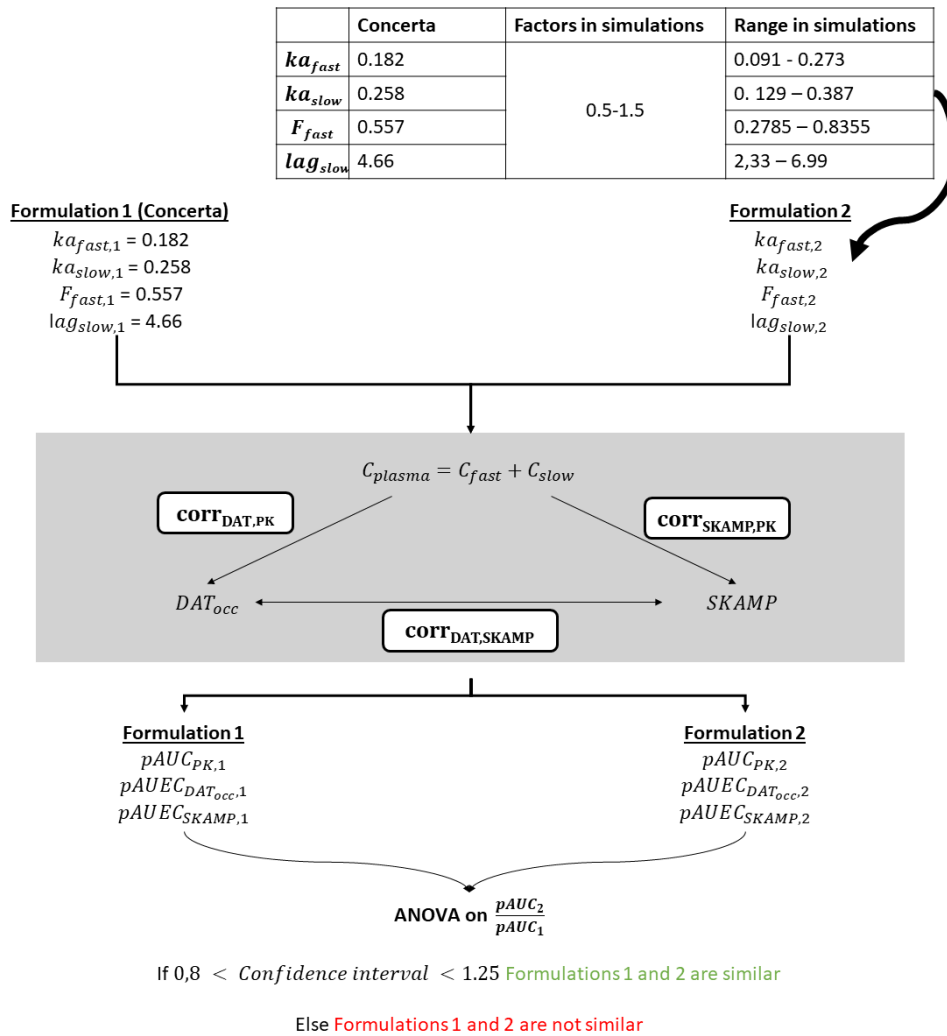 Concerta Factors in simulations Range in simulations
ka_fast 0.182 0.091 - 0.273
ka_slow 0.258 0. 129 – 0.387
0.5-1.5
F_fast 0.557 0.2785 – 0.8355
lag_slow 4.66 2,33 – 6.99
Formulation 1 (Concerta)
ka_fast,1 = 0.182
ka_slow,1 = 0.258
F_fast,1 = 0.557
lag_slow,1 = 4.66
Formulation 2
ka_fast,2
ka_slow,2
F_fast,2
lag_slow,2
C_plasma = C_fast + C_slow
corr_DAT,PK
corr_SKAMP,PK
DAT_occ
SKAMP
corr_DAT,SKAMP
Formulation 1
pAUC_PK,1
pAUEC_DAT_occ,1
pAUEC_SKAMP,1
Formulation 2
pAUC_PK,2
pAUEC_DAT_occ,2
pAUEC_SKAMP,2
ANOVA on pAUC_2/pAUC_1
If 0,8 < Confidence interval < 1.25 Formulations 1 and 2 are similar
Else Formulations 1 and 2 are not similar